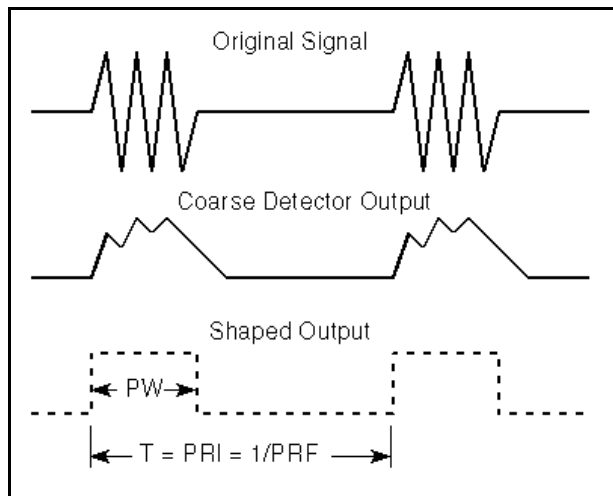 Original Signal
Coarse Detector Output
Shaped Output
PW
T = PRI = 1/PRF